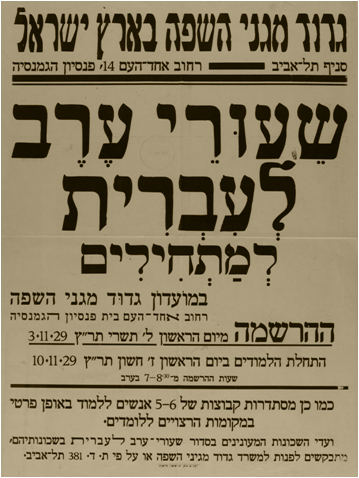 גדוד מגני השפה בארץ ישראל
סניף תל-אביב רחוב אחד-העם 14, פנסיון הגמנסיה
שִׁעוּרֵי עֶרֶב
לְעִבְרִית
לְמַתְחִילִים
במועדון גדוד מגני השפה
רחוב אחד-העם בית פנסיון הגמנסיה
ההרשמה מיום הראשון ל׳ תשרי תר״ץ 3·11·29
התחלת הלמודים ביום הראשון ז׳ חשון תר״ץ 10·11·29
שעות ההרשמה מ־7–8³⁰ בערב
כמו כן מסתדרות קבוצות של 5–6 אנשים ללמוד באופן פרטי
במקומות הרצויים ללומדים.
ועדי השכונות המעונינים בסדור שעורי-ערב לעברית בשכונותיהם,
מתבקשים לפנות למשרד גדוד מגני השפה או על פי ת. ד. 381 תל-אביב.